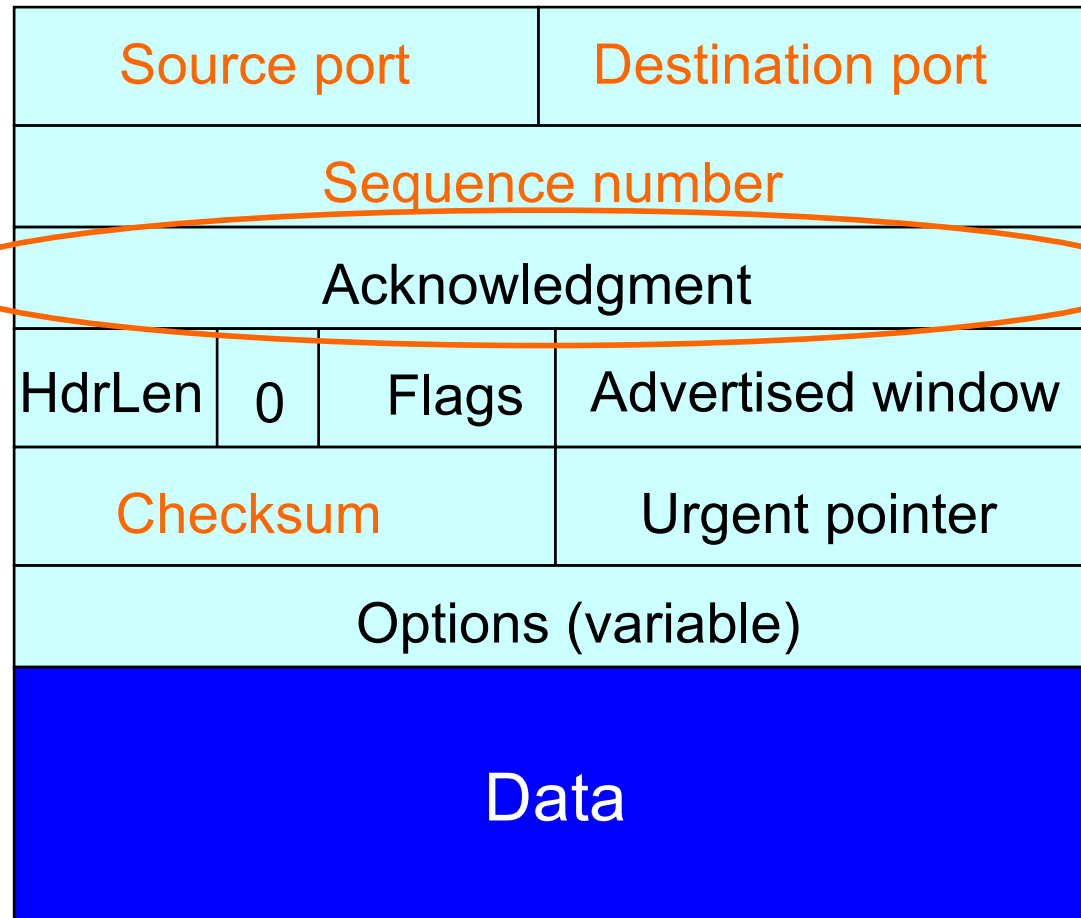 Source port Destination port
Sequence number
Acknowledgment
HdrLen 0 Flags Advertised window
Checksum Urgent pointer
Options (variable)
Data